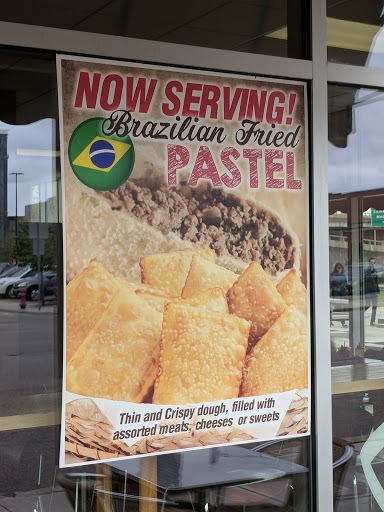 NOW SERVING!
Brazilian Fried
PASTEL
Thin and Crispy dough, filled with
assorted meats, cheeses or sweets